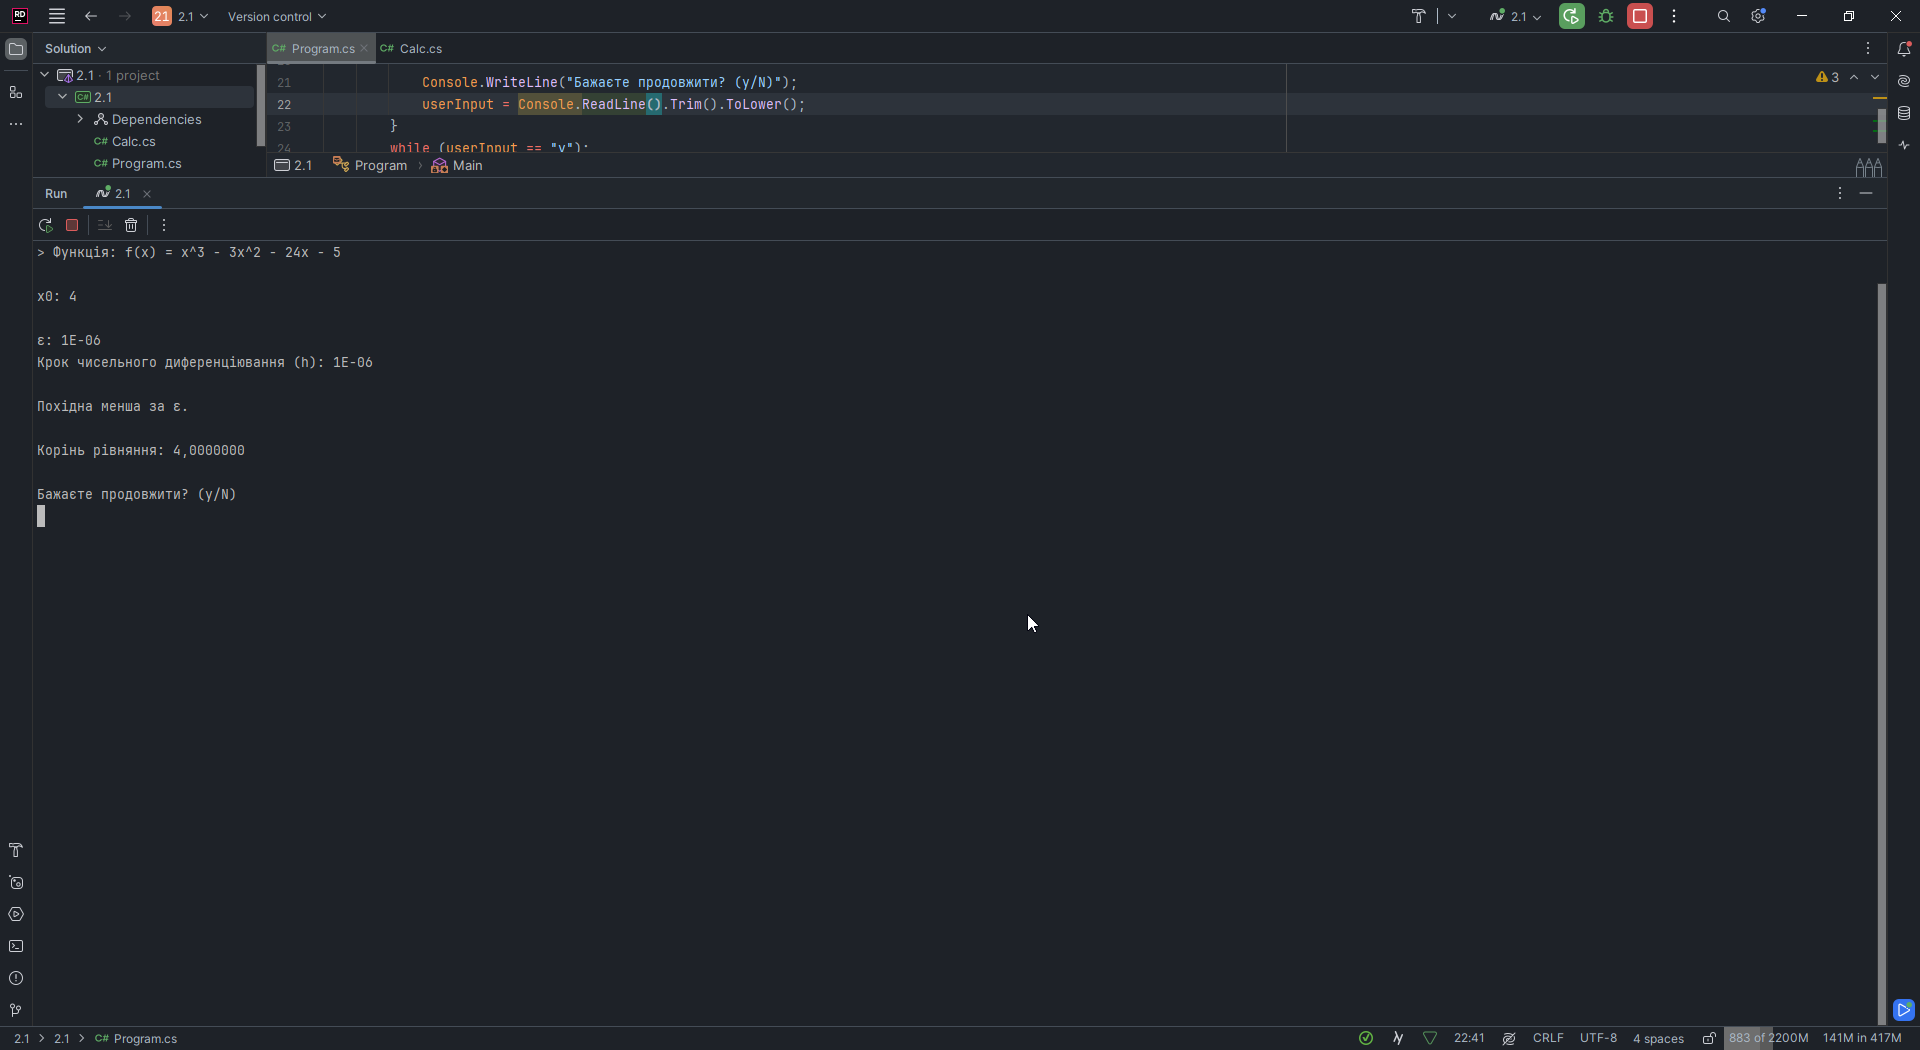 RD
21 2.1
Version control
2.1
Solution
C# Program.cs
C# Calc.cs
2.1 · 1 project
C# 2.1
Dependencies
C# Calc.cs
C# Program.cs
21 Console.WriteLine("Бажаєте продовжити? (y/N)");
22 userInput = Console.ReadLine().Trim().ToLower();
23 }
24 while (userInput == "y");
3
2.1 Program Main
Run 2.1
> Функція: f(x) = x^3 - 3x^2 - 24x - 5
x0: 4
ε: 1E-06
Крок чисельного диференціювання (h): 1E-06
Похідна менша за ε.
Корінь рівняння: 4,0000000
Бажаєте продовжити? (y/N)
2.1 > 2.1 > C# Program.cs
22:41 CRLF UTF-8 4 spaces 883 of 2200M 141M in 417M